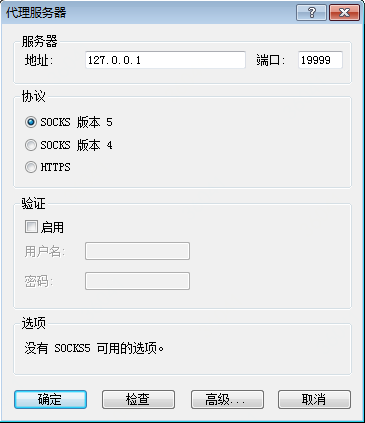 代理服务器
服务器
地址: 127.0.0.1 端口: 19999
协议
SOCKS 版本 5
SOCKS 版本 4
HTTPS
验证
启用
用户名:
密码:
选项
没有 SOCKS5 可用的选项。
确定 检查 高级... 取消